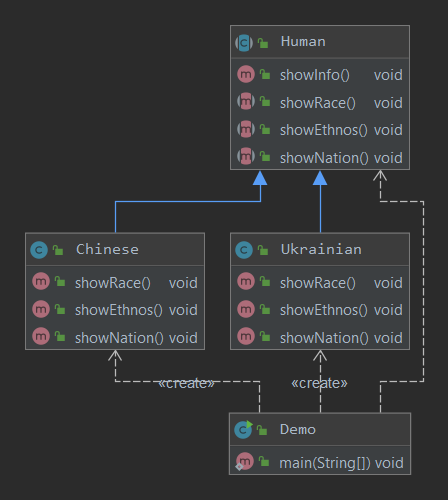 Human
showInfo() void
showRace() void
showEthnos() void
showNation() void
Chinese
showRace() void
showEthnos() void
showNation() void
Ukrainian
showRace() void
showEthnos() void
showNation() void
«create»
«create»
Demo
main(String[]) void